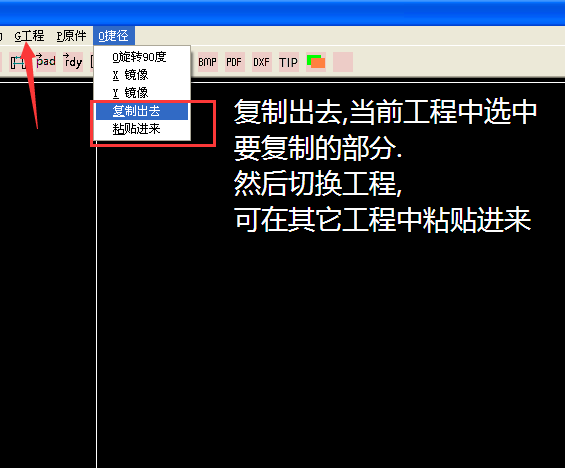 G工程 P原件 Q捷径
pad rdy BMP PDF DXF TIP
Q旋转90度
X 镜像
Y 镜像
复制出去
粘贴进来
复制出去,当前工程中选中
要复制的部分.
然后切换工程,
可在其它工程中粘贴进来